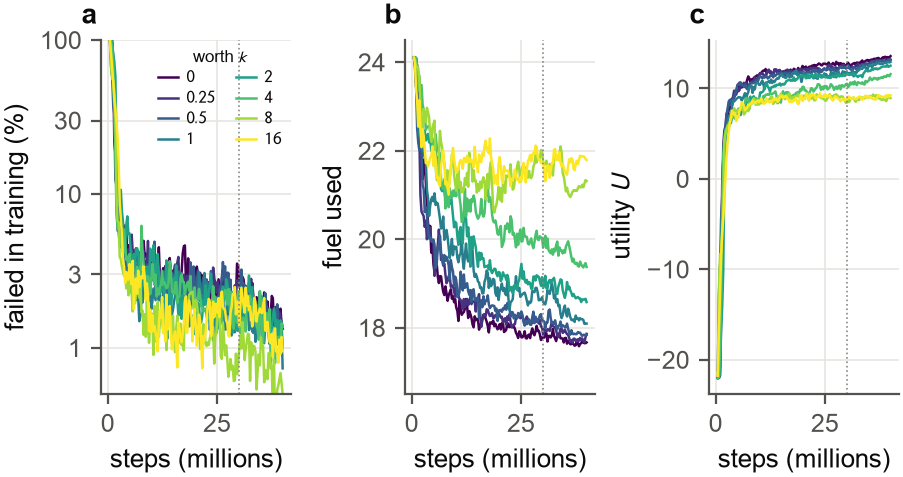 a
100
30
10
3
1
failed in training (%)
worth k
0
0.25
0.5
1
2
4
8
16
0
25
steps (millions)
b
24
22
20
18
fuel used
0
25
steps (millions)
c
10
0
−10
−20
utility U
0
25
steps (millions)